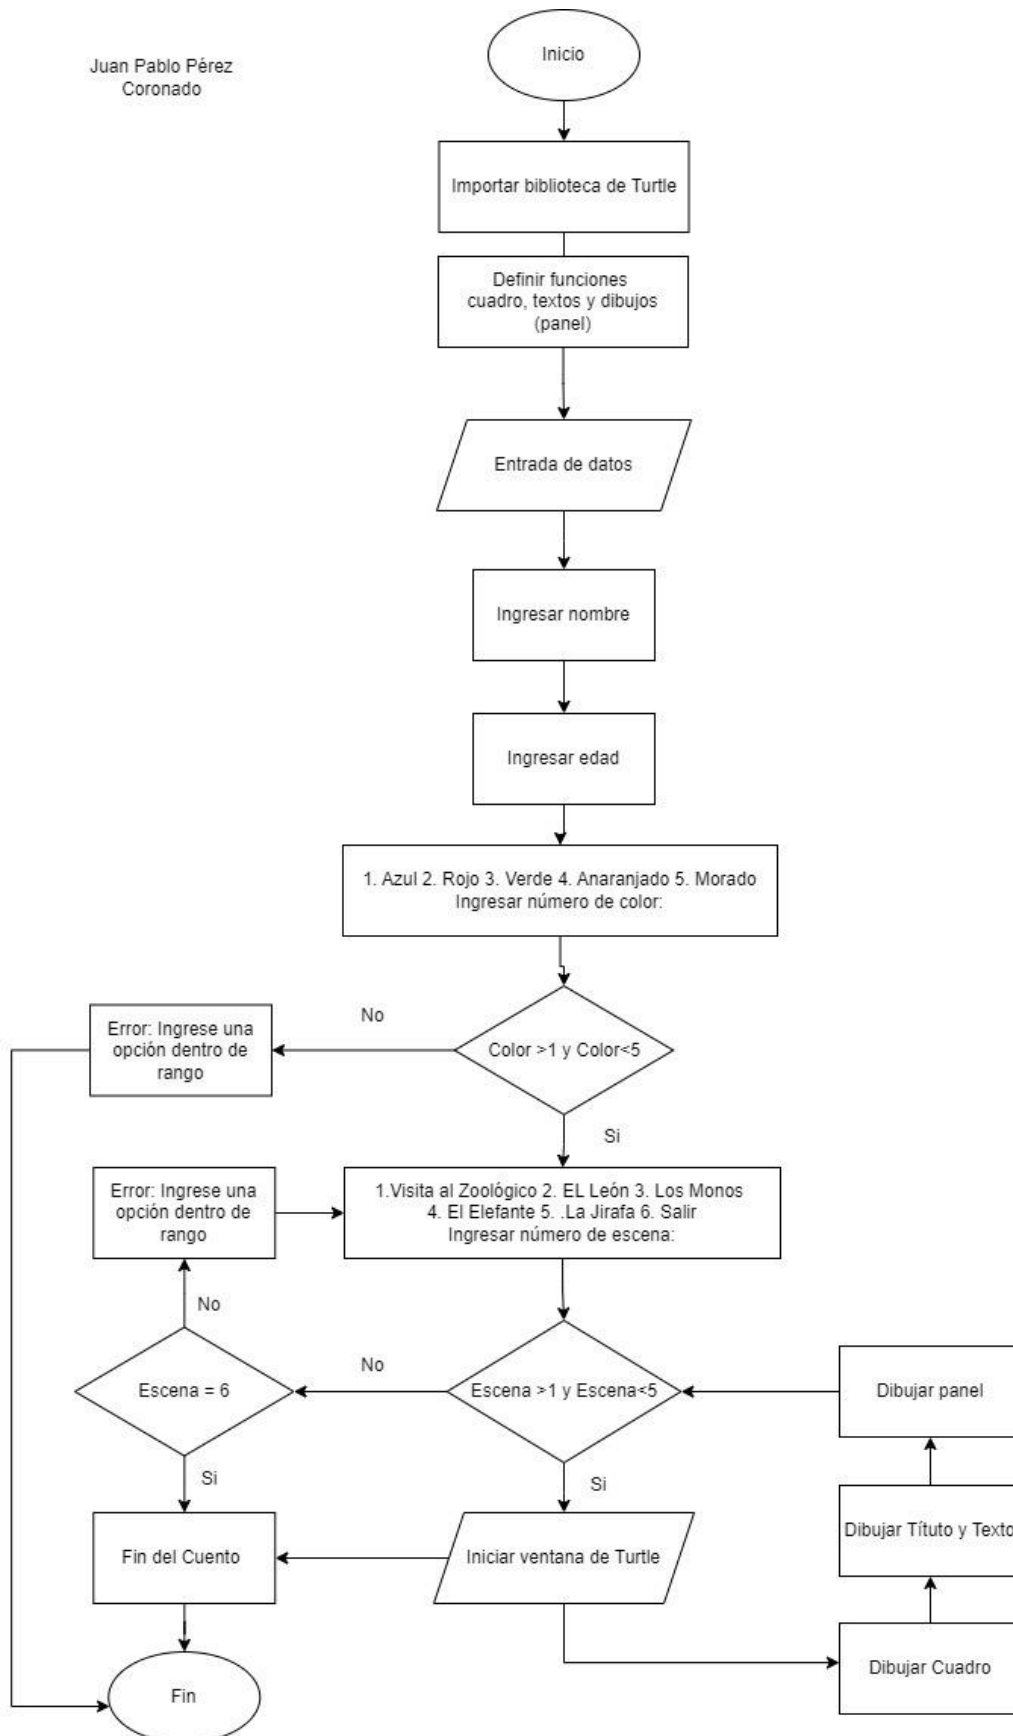 Juan Pablo Pérez
Coronado
Inicio
Importar biblioteca de Turtle
Definir funciones
cuadro, textos y dibujos
(panel)
Entrada de datos
Ingresar nombre
Ingresar edad
1. Azul 2. Rojo 3. Verde 4. Anaranjado 5. Morado
Ingresar número de color:
Color >1 y Color<5
No
Error: Ingrese una
opción dentro de
rango
Si
1.Visita al Zoológico 2. EL León 3. Los Monos
4. El Elefante 5. .La Jirafa 6. Salir
Ingresar número de escena:
Error: Ingrese una
opción dentro de
rango
No
Escena = 6
No
Escena >1 y Escena<5
Dibujar panel
Si
Si
Fin del Cuento
Iniciar ventana de Turtle
Dibujar Títuto y Texto
Dibujar Cuadro
Fin